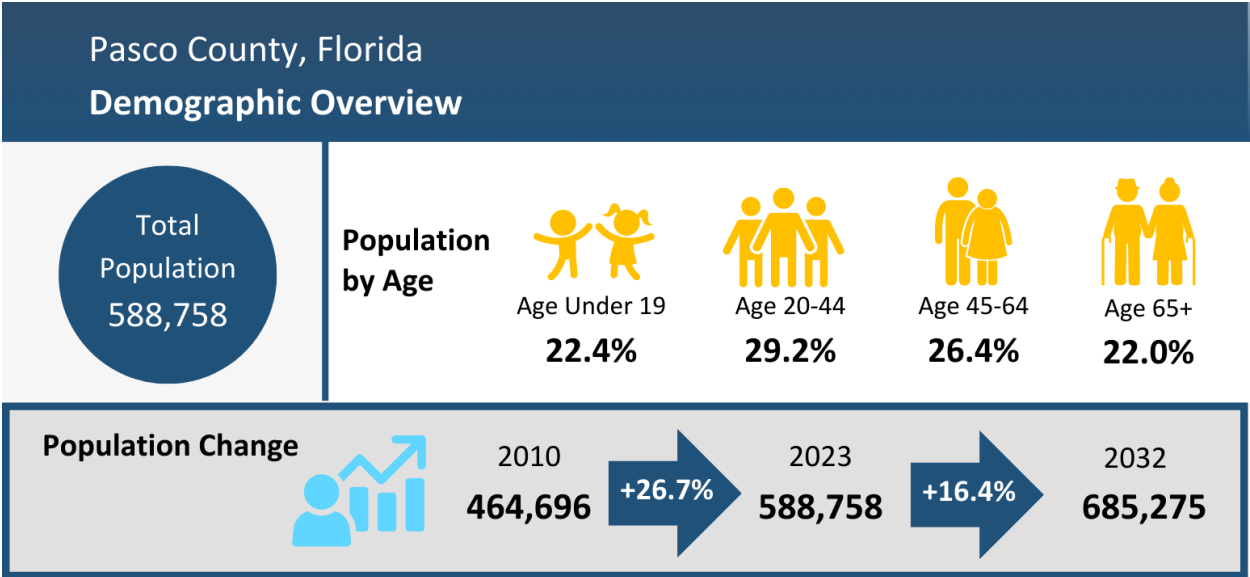 Pasco County, Florida
Demographic Overview
Total
Population
588,758
Population
by Age
Age Under 19
22.4%
Age 20-44
29.2%
Age 45-64
26.4%
Age 65+
22.0%
Population Change
2010
464,696
+26.7%
2023
588,758
+16.4%
2032
685,275